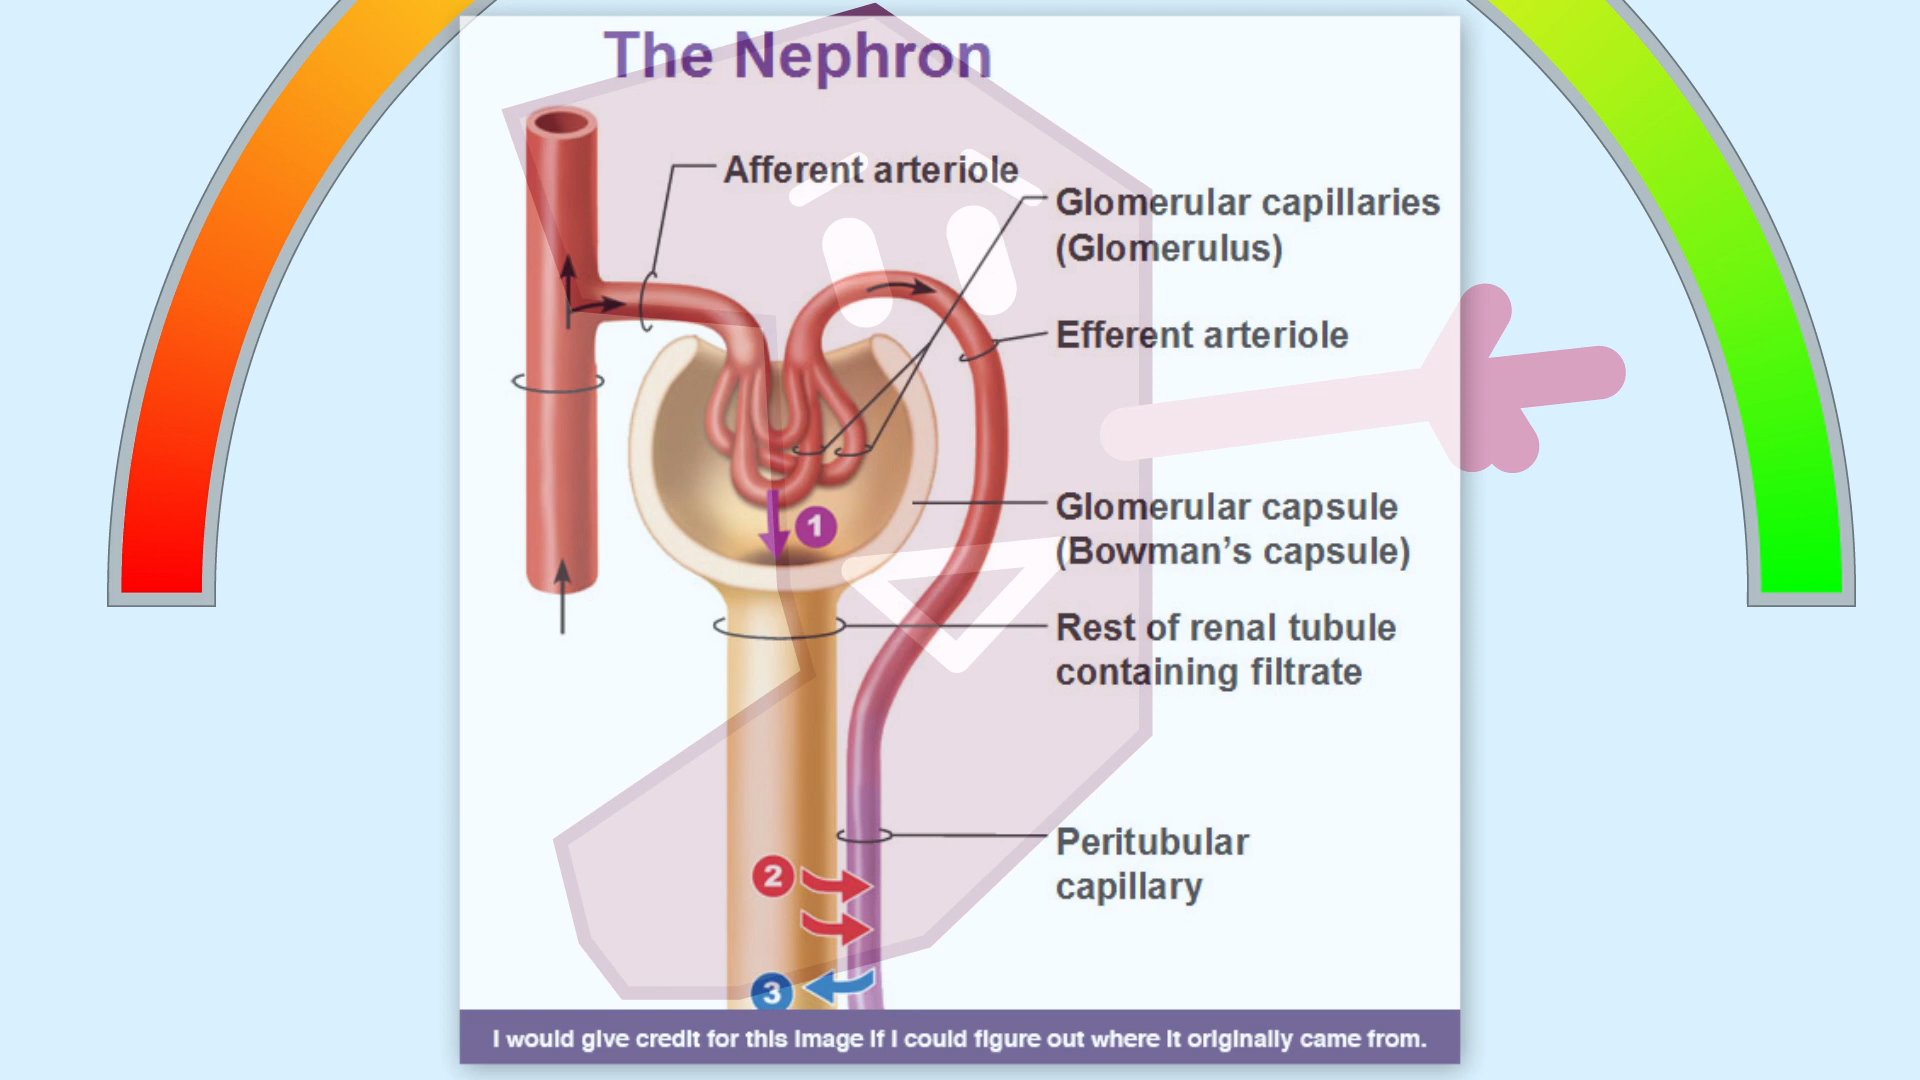 The Nephron
Afferent arteriole
Glomerular capillaries
(Glomerulus)
Efferent arteriole
1
Glomerular capsule
(Bowman's capsule)
Rest of renal tubule
containing filtrate
Peritubular
capillary
2
3
I would give credit for this image if I could figure out where it originally came from.